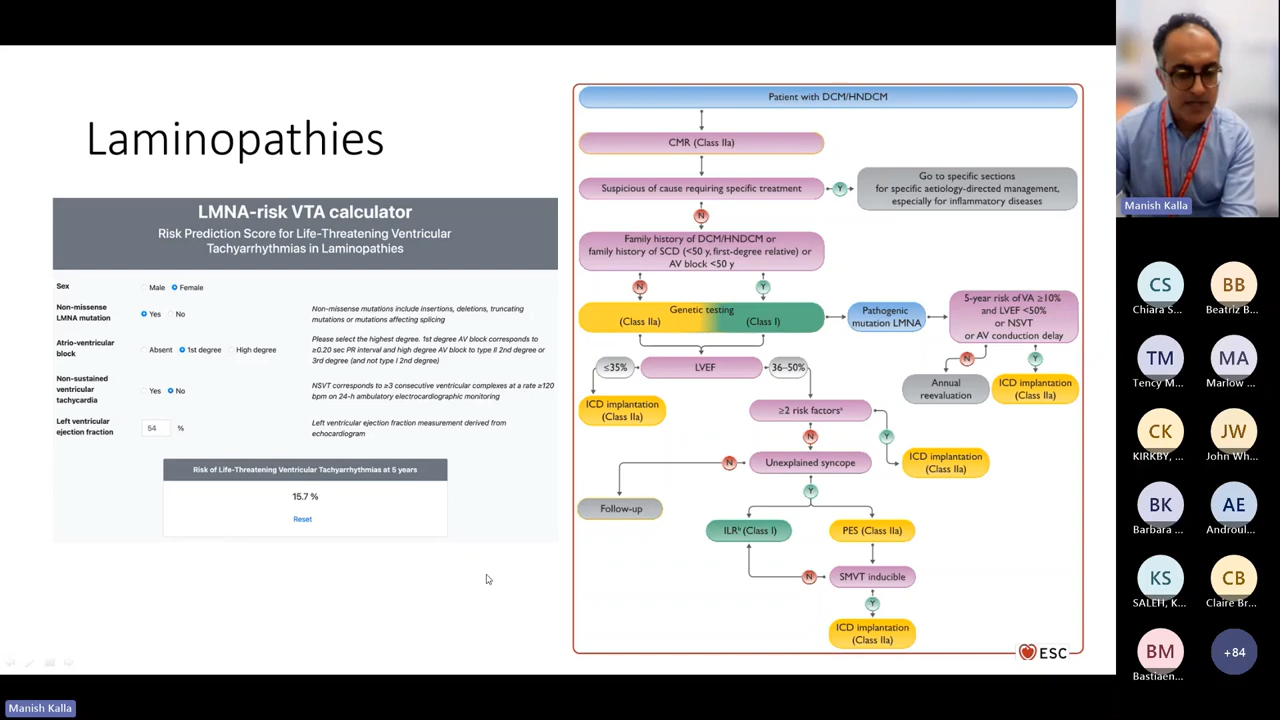 Laminopathies
LMNA-risk VTA calculator
Risk Prediction Score for Life-Threatening Ventricular
Tachyarrhythmias in Laminopathies
Sex
Male
Female
Non-missense
LMNA mutation
Yes
No
Non-missense mutations include insertions, deletions, truncating
mutations or mutations affecting splicing
Atrio-ventricular
block
Absent
1st degree
High degree
Please select the highest degree. 1st degree AV block corresponds to
≥0.20 sec PR interval and high degree AV block to type II 2nd degree or
3rd degree (and not type I 2nd degree)
Non-sustained
ventricular
tachycardia
Yes
No
NSVT corresponds to ≥3 consecutive ventricular complexes at a rate ≥120
bpm on 24-h ambulatory electrocardiographic monitoring
Left ventricular
ejection fraction
54
%
Left ventricular ejection fraction measurement derived from
echocardiogram
Risk of Life-Threatening Ventricular Tachyarrhythmias at 5 years
15.7 %
Reset
Patient with DCM/HNDCM
CMR (Class IIa)
Suspicious of cause requiring specific treatment
Y
Go to specific sections
for specific aetiology-directed management,
especially for inflammatory diseases
N
Family history of DCM/HNDCM or
family history of SCD (<50 y, first-degree relative) or
AV block <50 y
N
Y
Genetic testing
(Class IIa)
(Class I)
Pathogenic
mutation LMNA
5-year risk of VA ≥10%
and LVEF <50%
or NSVT
or AV conduction delay
N
Y
Annual
reevaluation
ICD implantation
(Class IIa)
≤35%
LVEF
36–50%
ICD implantation
(Class IIa)
≥2 risk factorsᵃ
N
Y
Unexplained syncope
ICD implantation
(Class IIa)
N
Y
Follow-up
ILRᵇ (Class I)
PES (Class IIa)
N
SMVT inducible
Y
ICD implantation
(Class IIa)
ESC
Manish Kalla
Manish Kalla
CS
Chiara S...
BB
Beatriz B...
TM
Tency M...
MA
Marlow ...
CK
KIRKBY, ...
JW
John Wh...
BK
Barbara ...
AE
Androul...
KS
SALEH, K...
CB
Claire Br...
BM
Bastiaen...
+84